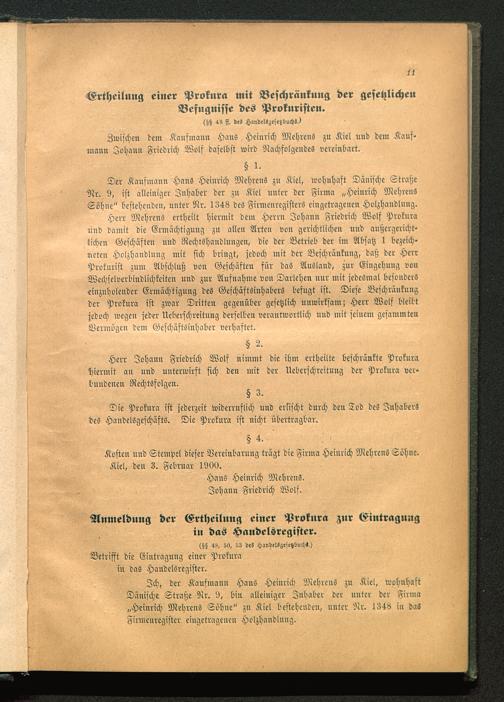 11
Ertheilung einer Prokura mit Beschränkung der gesetzlichen
Befugnisse des Prokuristen.
(§§ 48 ff. des Handelsgesetzbuchs.)
Zwischen dem Kaufmann Hans Heinrich Mehrens zu Kiel und dem Kauf-
mann Johann Friedrich Wolf daselbst wird Nachfolgendes vereinbart.
§ 1.
Der Kaufmann Hans Heinrich Mehrens zu Kiel, wohnhaft Dänische Straße
Nr. 9, ist alleiniger Inhaber der zu Kiel unter der Firma „Heinrich Mehrens
Söhne“ bestehenden, unter Nr. 1348 des Firmenregisters eingetragenen Holzhandlung.
Herr Mehrens ertheilt hiermit dem Herrn Johann Friedrich Wolf Prokura
und damit die Ermächtigung zu allen Arten von gerichtlichen und außergericht-
lichen Geschäften und Rechtshandlungen, die der Betrieb der im Absatz 1 bezeich-
neten Holzhandlung mit sich bringt, jedoch mit der Beschränkung, daß der Herr
Prokurist zum Abschluß von Geschäften für das Ausland, zur Eingehung von
Wechselverbindlichkeiten und zur Aufnahme von Darlehen nur mit jedesmal besonders
einzuholender Ermächtigung des Geschäftsinhabers befugt ist. Diese Beschränkung
der Prokura ist zwar Dritten gegenüber gesetzlich unwirksam; Herr Wolf bleibt
jedoch wegen jeder Ueberschreitung derselben verantwortlich und mit seinem gesammten
Vermögen dem Geschäftsinhaber verhaftet.
§ 2.
Herr Johann Friedrich Wolf nimmt die ihm ertheilte beschränkte Prokura
hiermit an und unterwirft sich den mit der Ueberschreitung der Prokura ver-
bundenen Rechtsfolgen.
§ 3.
Die Prokura ist jederzeit widerruflich und erlischt durch den Tod des Inhabers
des Handelsgeschäfts. Die Prokura ist nicht übertragbar.
§ 4.
Kosten und Stempel dieser Vereinbarung trägt die Firma Heinrich Mehrens Söhne.
Kiel, den 3. Februar 1900.
Hans Heinrich Mehrens.
Johann Friedrich Wolf.
Anmeldung der Ertheilung einer Prokura zur Eintragung
in das Handelsregister.
(§§ 49, 50, 53 des Handelsgesetzbuchs.)
Betrifft die Eintragung einer Prokura
in das Handelsregister.
Ich, der Kaufmann Hans Heinrich Mehrens zu Kiel, wohnhaft
Dänische Straße Nr. 9, bin alleiniger Inhaber der unter der Firma
„Heinrich Mehrens Söhne“ zu Kiel bestehenden, unter Nr. 1348 in das
Firmenregister eingetragenen Holzhandlung.